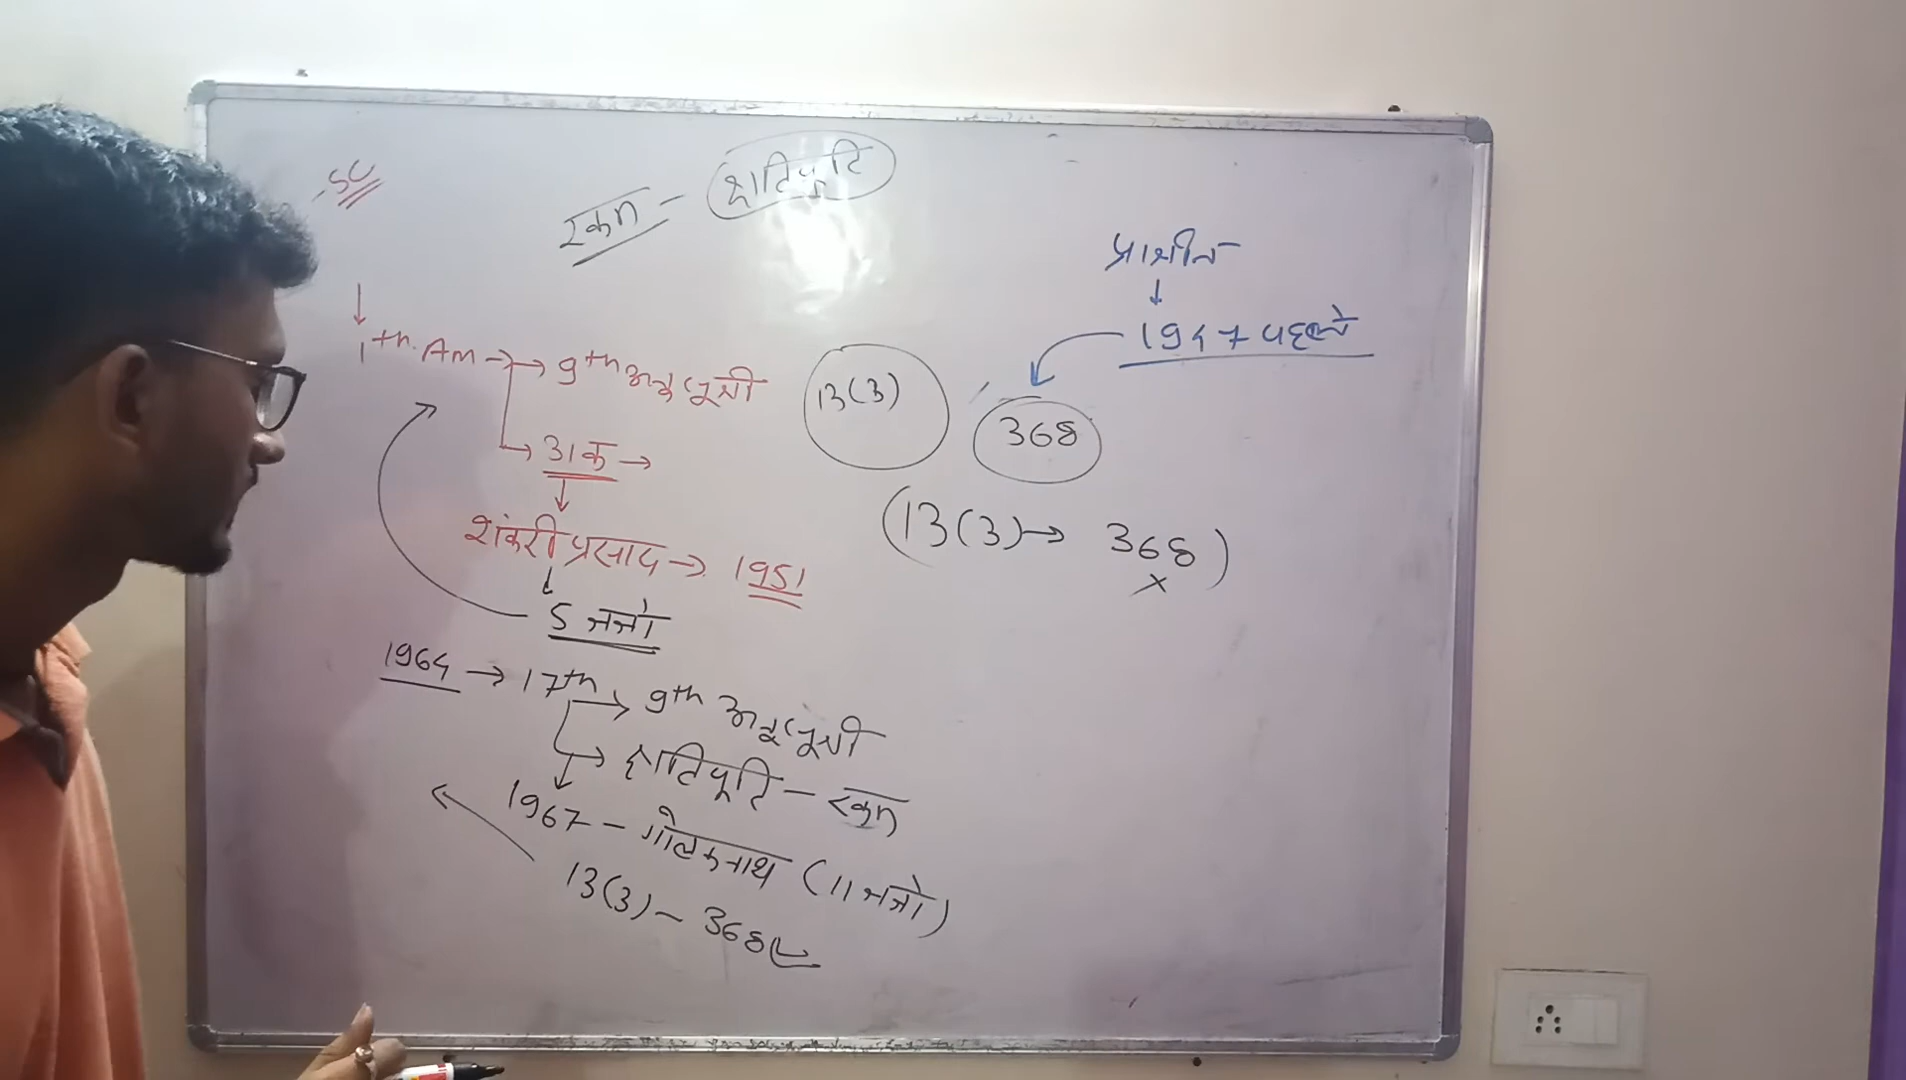 SC
रकम - क्षतिपूर्ति
1th. Am → → 9th अनुसूची
→ 31क →
शंकरी प्रसाद → 1951
5 जजो
1964 → 17th → 9th अनुसूची
→ क्षतिपूर्ति - रकम
1967 - गोलकनाथ (11 जजो)
13(3) - 368
प्राचीन
1947 पहले
13(3)
368
(13(3) → 368)
x